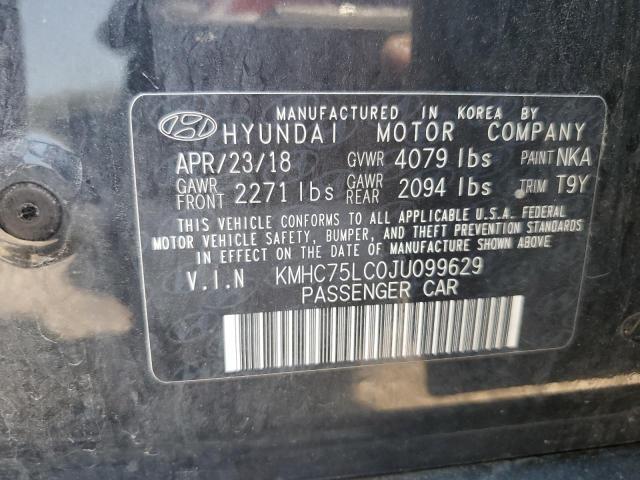 MANUFACTURED IN KOREA BY
HYUNDAI MOTOR COMPANY
APR/23/18 GVWR 4079 lbs PAINT NKA
GAWR FRONT 2271 lbs GAWR REAR 2094 lbs TRIM T9Y
THIS VEHICLE CONFORMS TO ALL APPLICABLE U.S.A. FEDERAL
MOTOR VEHICLE SAFETY, BUMPER, AND THEFT PREVENTION STANDARDS
IN EFFECT ON THE DATE OF MANUFACTURE SHOWN ABOVE
V.I.N KMHC75LC0JU099629
PASSENGER CAR